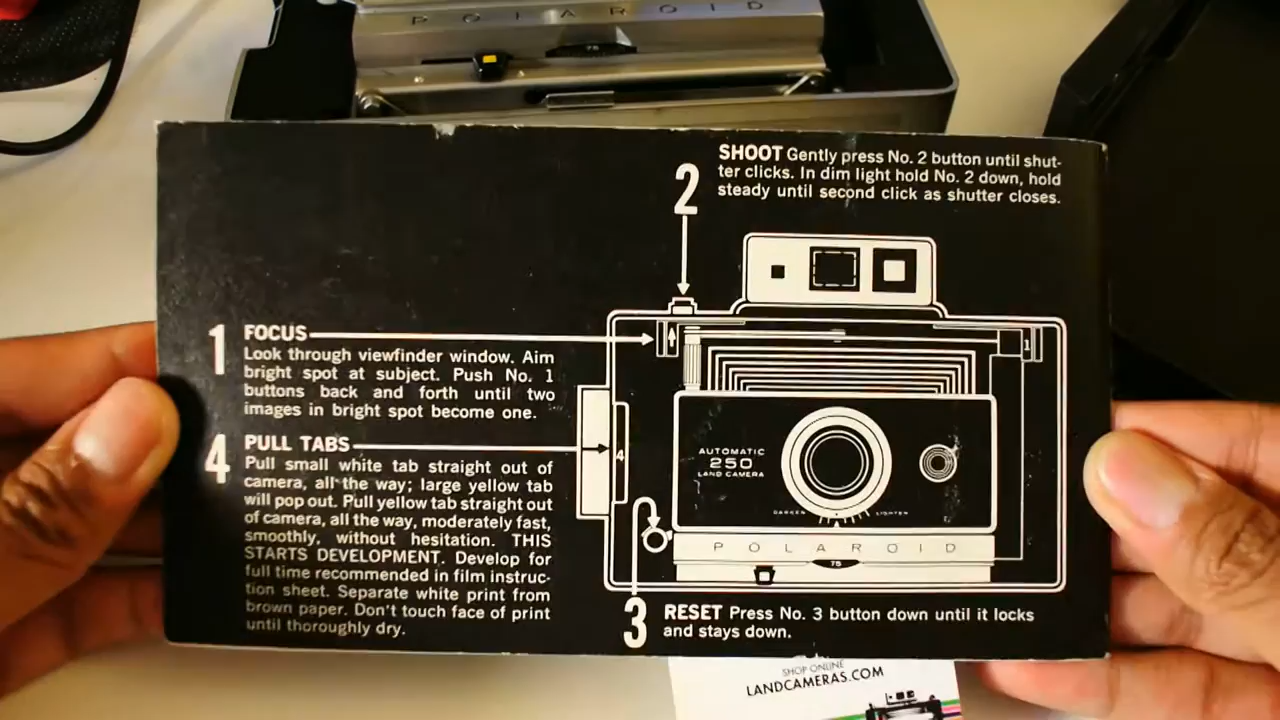 POLAROID
75
2
SHOOT Gently press No. 2 button until shut-
ter clicks. In dim light hold No. 2 down, hold
steady until second click as shutter closes.
1
FOCUS
Look through viewfinder window. Aim
bright spot at subject. Push No. 1
buttons back and forth until two
images in bright spot become one.
4
PULL TABS
Pull small white tab straight out of
camera, all the way; large yellow tab
will pop out. Pull yellow tab straight out
of camera, all the way, moderately fast,
smoothly, without hesitation. THIS
STARTS DEVELOPMENT. Develop for
full time recommended in film instruc-
tion sheet. Separate white print from
brown paper. Don't touch face of print
until thoroughly dry.
1
4
AUTOMATIC
250
LAND CAMERA
DARKEN LIGHTEN
POLAROID
75
3
RESET Press No. 3 button down until it locks
and stays down.
SHOP ONLINE
LANDCAMERAS.COM